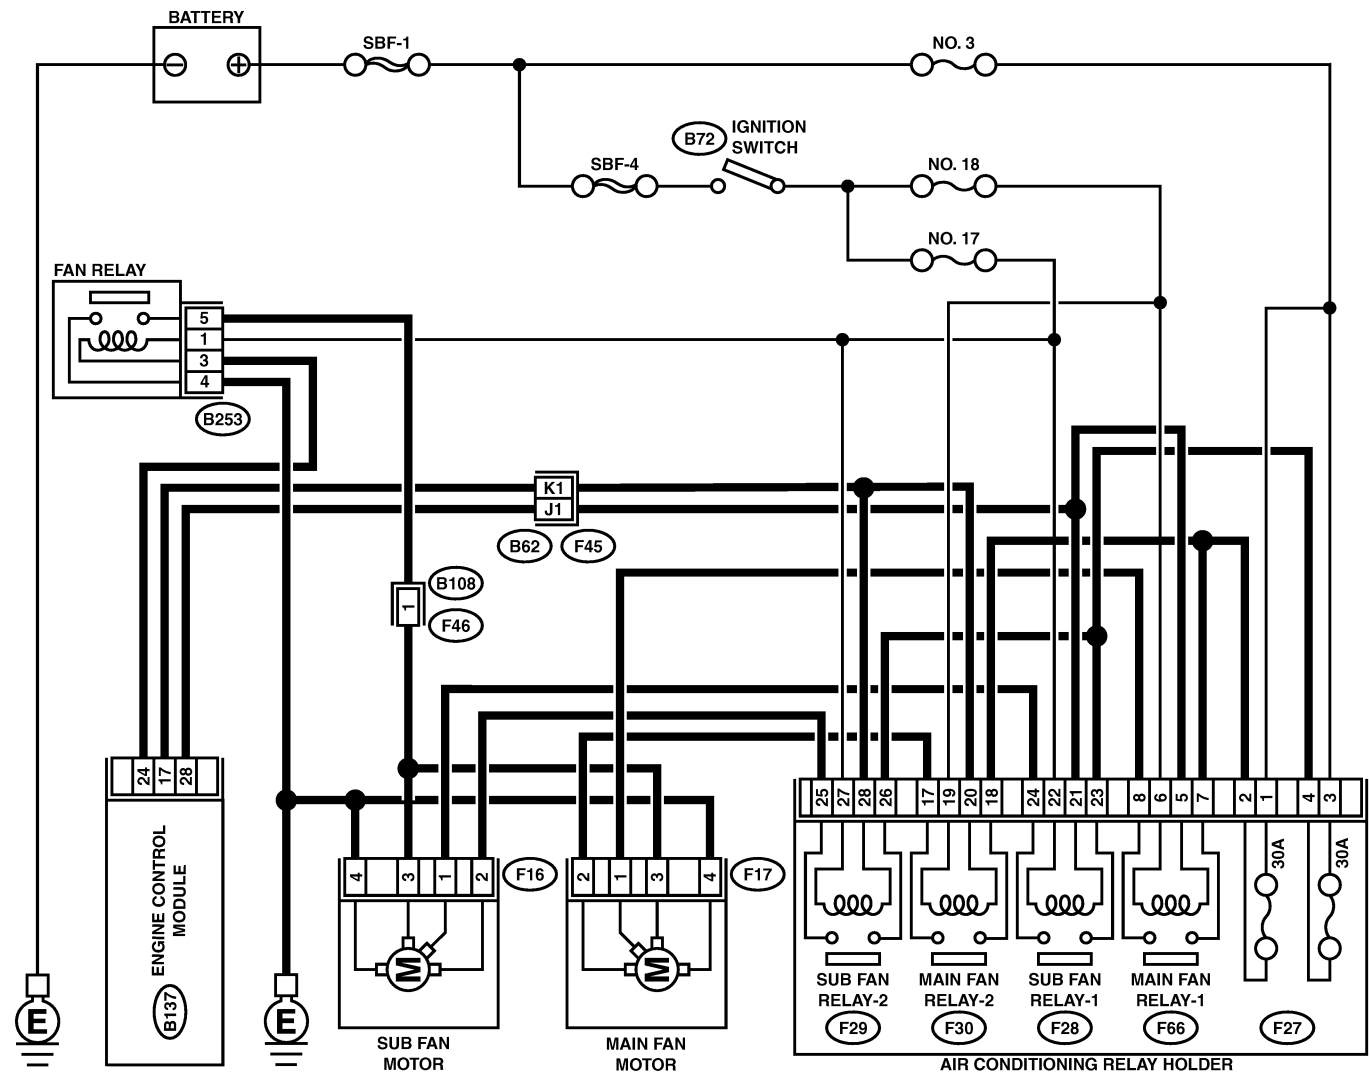 BATTERY
SBF-1
NO. 3
B72
IGNITION
SWITCH
SBF-4
NO. 18
NO. 17
FAN RELAY
5
1
3
4
B253
K1
J1
B62
F45
B108
1
F46
24
17
28
ENGINE CONTROL
MODULE
B137
E
E
4
3
1
2
F16
M
SUB FAN
MOTOR
2
1
3
4
F17
M
MAIN FAN
MOTOR
25
27
28
26
17
19
20
18
24
22
21
23
8
6
5
7
2
1
4
3
30A
30A
SUB FAN
RELAY-2
F29
MAIN FAN
RELAY-2
F30
SUB FAN
RELAY-1
F28
MAIN FAN
RELAY-1
F66
F27
AIR CONDITIONING RELAY HOLDER